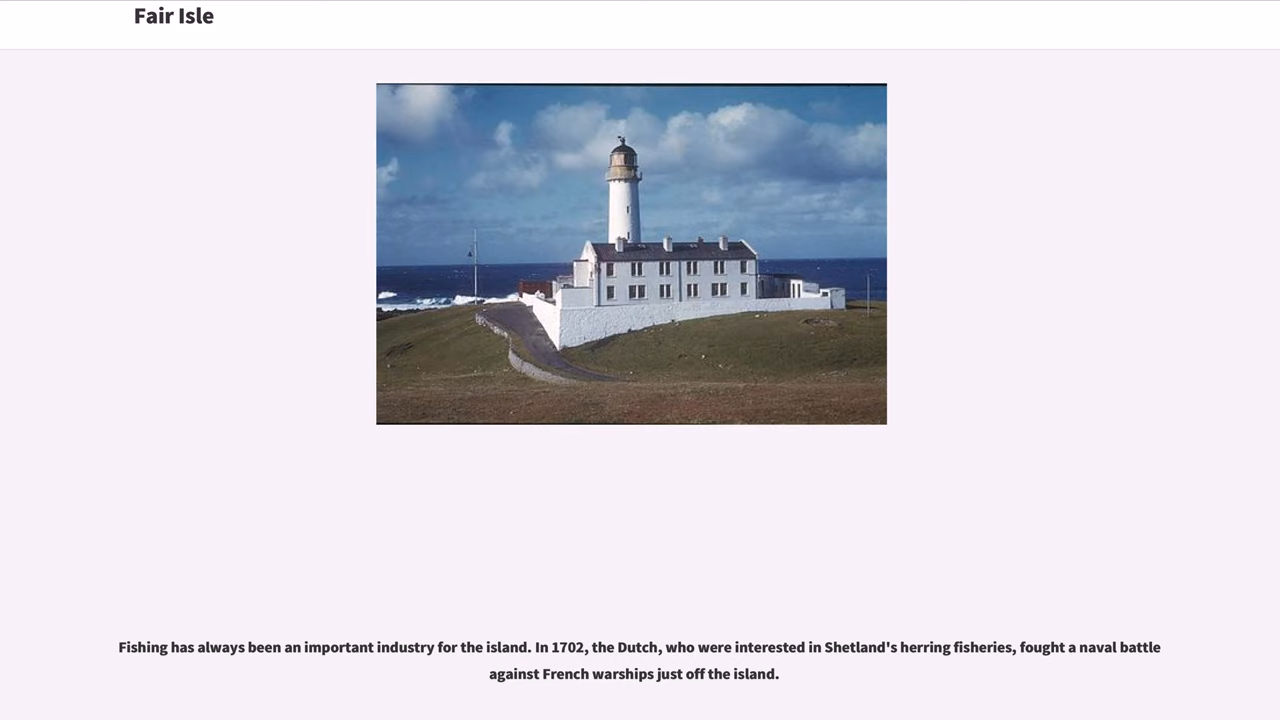 Fair Isle
Fishing has always been an important industry for the island. In 1702, the Dutch, who were interested in Shetland's herring fisheries, fought a naval battle
against French warships just off the island.